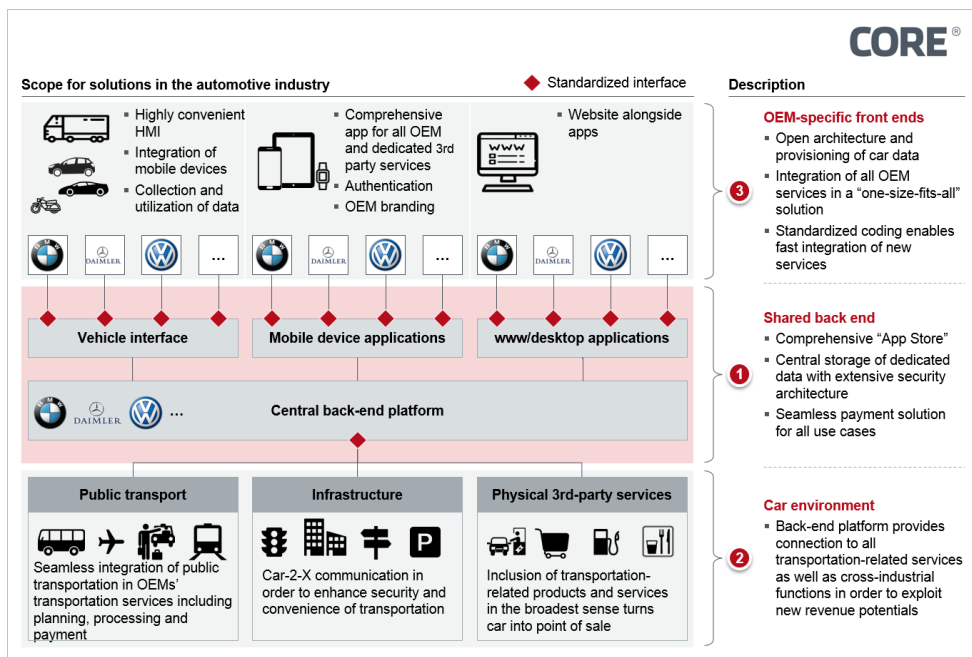 CORE®
Scope for solutions in the automotive industry
Standardized interface
Description
▪ Highly convenient
HMI
▪ Integration of
mobile devices
▪ Collection and
utilization of data
▪ Comprehensive
app for all OEM
and dedicated 3rd
party services
▪ Authentication
▪ OEM branding
WWW
▪ Website alongside
apps
BMW
DAIMLER
VW
...
BMW
DAIMLER
VW
...
BMW
DAIMLER
VW
...
3
OEM-specific front ends
▪ Open architecture and
provisioning of car data
▪ Integration of all OEM
services in a “one-size-fits-all”
solution
▪ Standardized coding enables
fast integration of new
services
Vehicle interface
Mobile device applications
www/desktop applications
BMW
DAIMLER
VW
...
Central back-end platform
1
Shared back end
▪ Comprehensive “App Store”
▪ Central storage of dedicated
data with extensive security
architecture
▪ Seamless payment solution
for all use cases
Public transport
Seamless integration of public
transportation in OEMs’
transportation services including
planning, processing and
payment
Infrastructure
P
Car-2-X communication in
order to enhance security and
convenience of transportation
Physical 3rd-party services
Inclusion of transportation-
related products and services
in the broadest sense turns
car into point of sale
2
Car environment
▪ Back-end platform provides
connection to all
transportation-related services
as well as cross-industrial
functions in order to exploit
new revenue potentials